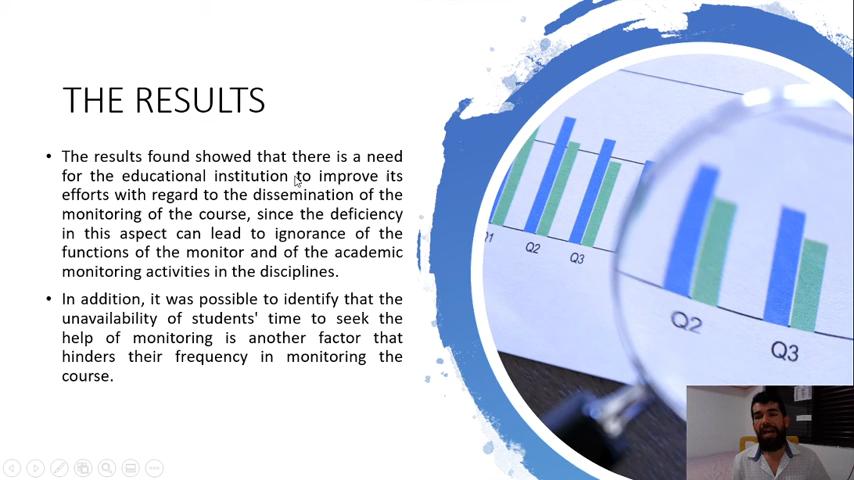 THE RESULTS
• The results found showed that there is a need
for the educational institution to improve its
efforts with regard to the dissemination of the
monitoring of the course, since the deficiency
in this aspect can lead to ignorance of the
functions of the monitor and of the academic
monitoring activities in the disciplines.
• In addition, it was possible to identify that the
unavailability of students' time to seek the
help of monitoring is another factor that
hinders their frequency in monitoring the
course.
Q2
Q3
Q2
Q3